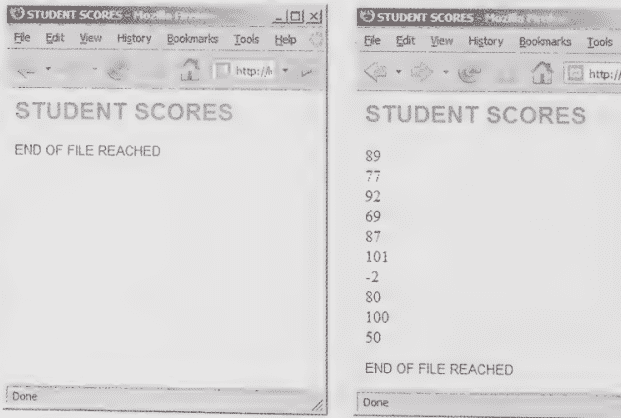 STUDENT SCORES - Mozilla Firefox
File Edit View History Bookmarks Tools Help
http://
STUDENT SCORES
END OF FILE REACHED
Done
STUDENT SCORES - Mozilla Firefox
File Edit View History Bookmarks Tools
http://
STUDENT SCORES
89
77
92
69
87
101
-2
80
100
50
END OF FILE REACHED
Done